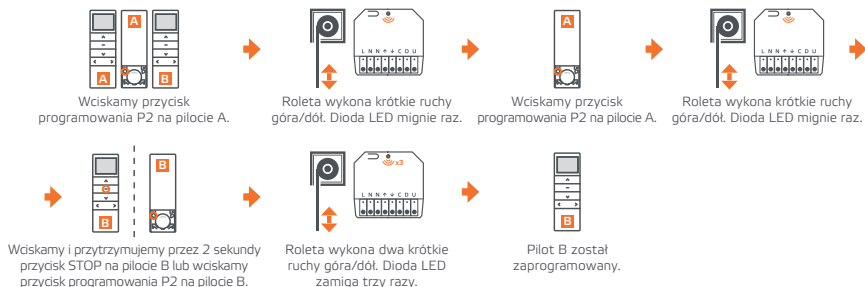 A
A
B
L N N ↑ ↓ C D U
A
L N N ↑ ↓ C D U
Wciskamy przycisk
programowania P2 na pilocie A.
Roleta wykona krótkie ruchy
góra/dół. Dioda LED mignie raz.
Wciskamy przycisk
programowania P2 na pilocie A.
Roleta wykona krótkie ruchy
góra/dół. Dioda LED mignie raz.
B
B
x3
L N N ↑ ↓ C D U
B
Wciskamy i przytrzymujemy przez 2 sekundy
przycisk STOP na pilocie B lub wciskamy
przycisk programowania P2 na pilocie B.
Roleta wykona dwa krótkie
ruchy góra/dół. Dioda LED
zamiga trzy razy.
Pilot B został
zaprogramowany.